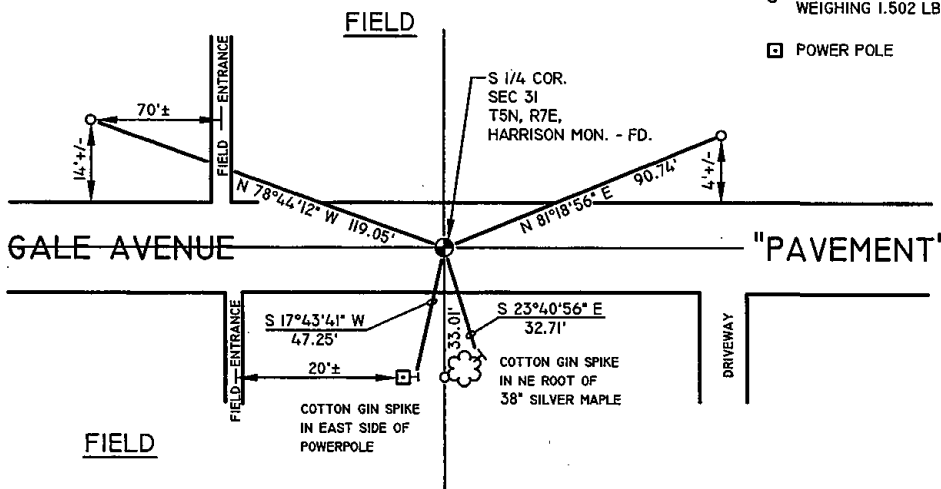 WEIGHING 1.502 LB
POWER POLE
FIELD
S 1/4 COR.
SEC 31
T5N, R7E,
HARRISON MON. - FD.
70'±
FIELD — ENTRANCE
14'+/-
N 78°44'12" W 119.05'
N 81°18'56" E 90.74'
4'+/-
GALE AVENUE
"PAVEMENT"
S 17°43'41" W
47.25'
33.01'
S 23°40'56" E
32.71'
FIELD — ENTRANCE
20'±
COTTON GIN SPIKE
IN EAST SIDE OF
POWERPOLE
COTTON GIN SPIKE
IN NE ROOT OF
38" SILVER MAPLE
DRIVEWAY
FIELD